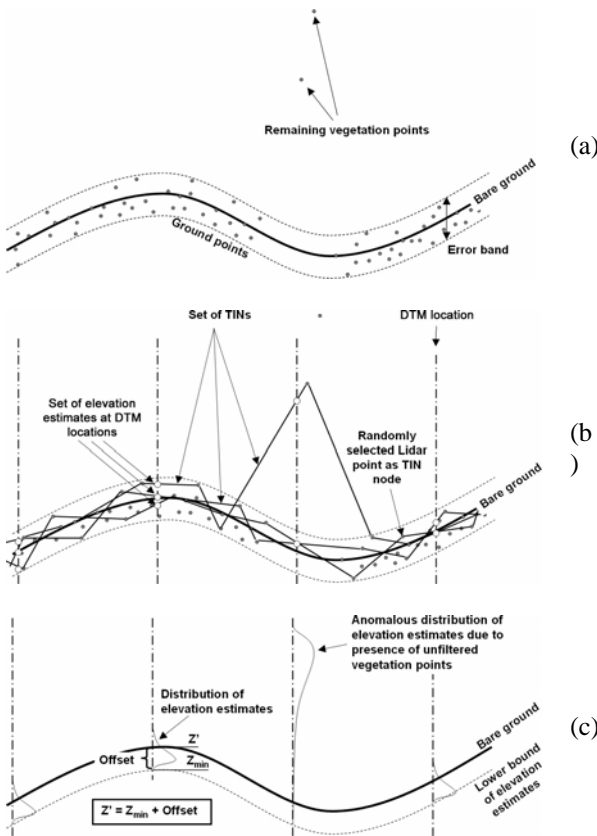 Remaining vegetation points
(a)
Bare ground
Ground points
Error band
Set of TINs
DTM location
Set of elevation
estimates at DTM
locations
Randomly
selected Lidar
point as TIN
node
(b
)
Bare ground
Anomalous distribution of
elevation estimates due to
presence of unfiltered
vegetation points
Distribution of
elevation estimates
(c)
Z'
Offset
Zmin
Bare ground
Lower bound
of elevation
estimates
Z' = Zmin + Offset